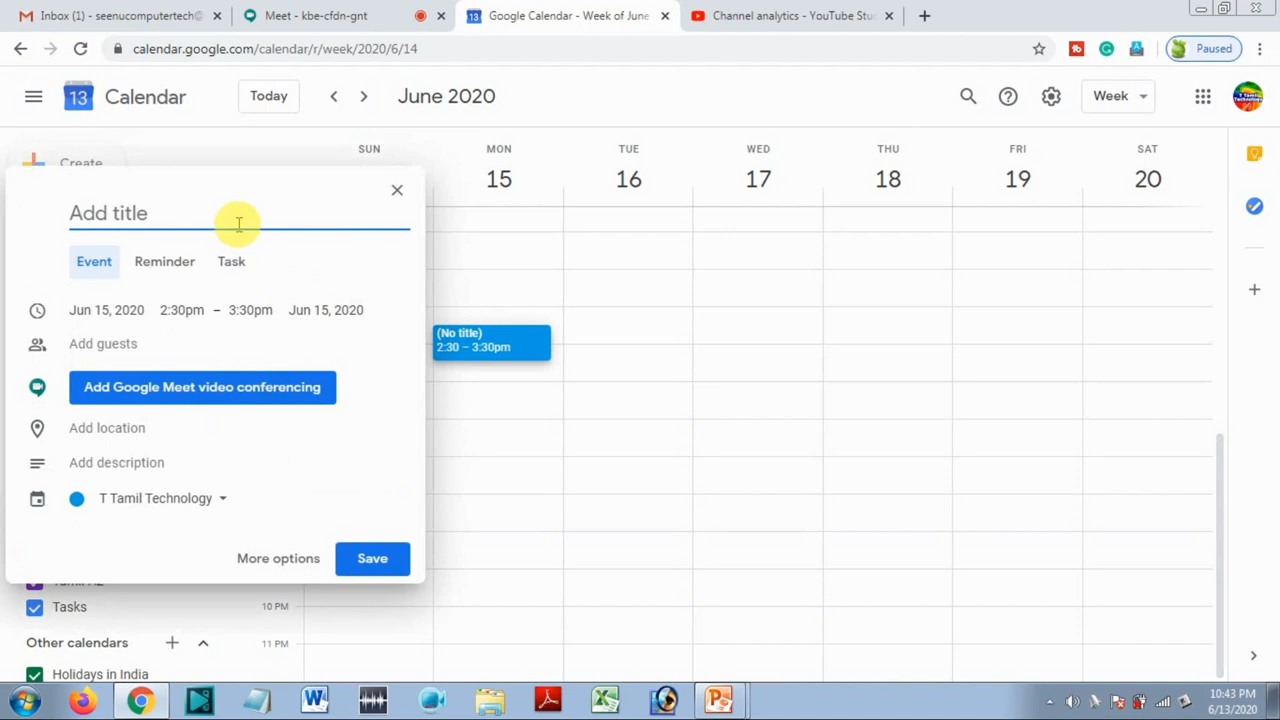 Inbox (1) - seenucomputertech@
Meet - kbe-cfdn-gnt
Google Calendar - Week of June
Channel analytics - YouTube Stu
calendar.google.com/calendar/r/week/2020/6/14
Paused
13
Calendar
Today
June 2020
Week
T Tamil
Technology
Create
SUN
MON
TUE
WED
THU
FRI
SAT
15
16
17
18
19
20
Add title
Event
Reminder
Task
Jun 15, 2020
2:30pm – 3:30pm
Jun 15, 2020
(No title)
2:30 – 3:30pm
Add guests
Add Google Meet video conferencing
Add location
Add description
T Tamil Technology
More options
Save
Tasks
10 PM
Other calendars
11 PM
Holidays in India
10:43 PM
6/13/2020